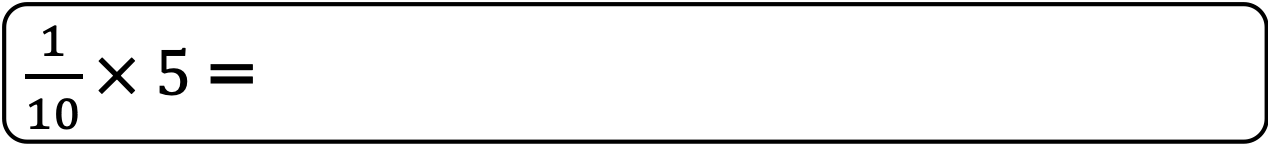 1/10 × 5 =